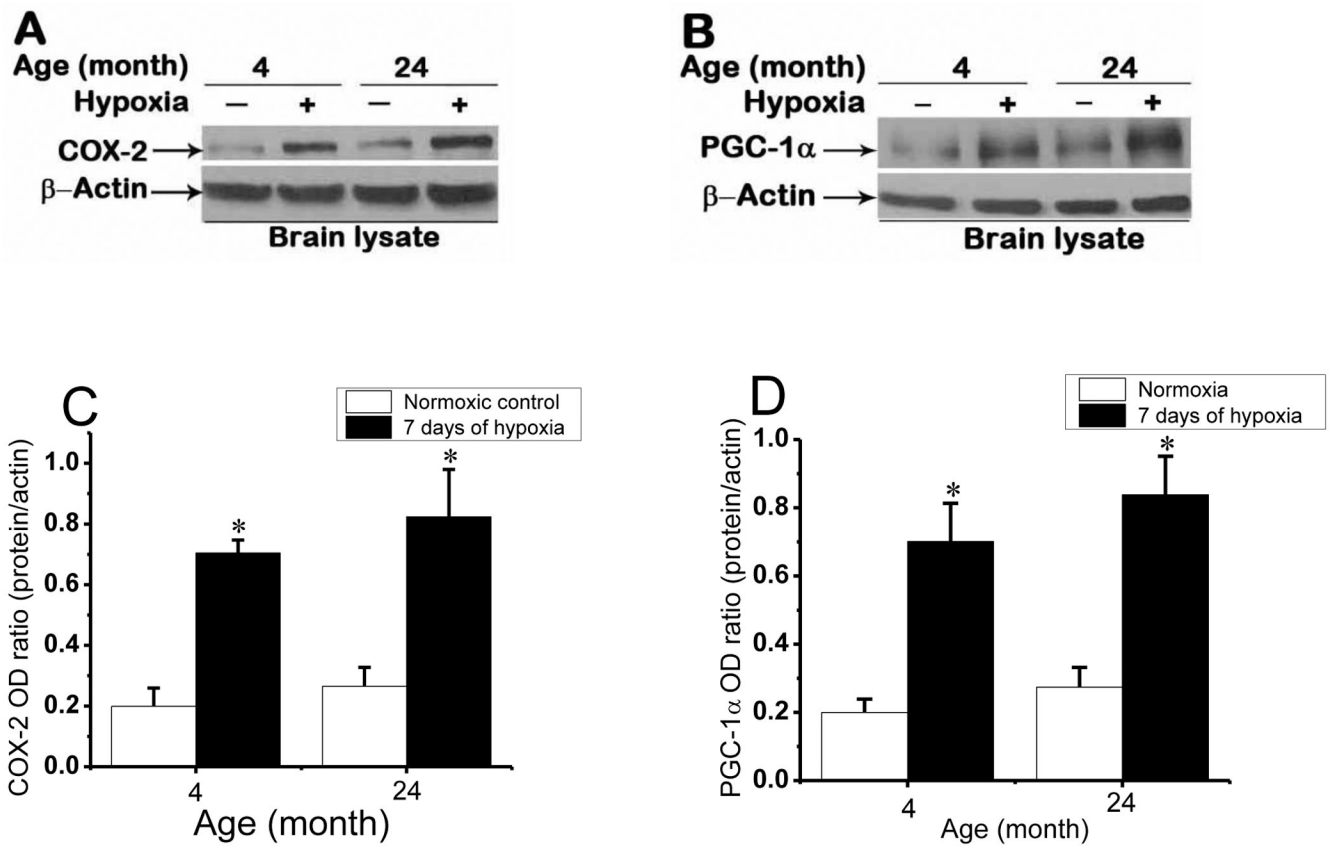 A
Age (month) 4 24
Hypoxia – + – +
COX-2
β–Actin
Brain lysate
B
Age (month) 4 24
Hypoxia – + – +
PGC-1α
β–Actin
Brain lysate
C
Normoxic control
7 days of hypoxia
COX-2 OD ratio (protein/actin)
1.0
0.8
0.6
0.4
0.2
0.0
* *
4 24
Age (month)
D
Normoxia
7 days of hypoxia
PGC-1α OD ratio (protein/actin)
1.0
0.8
0.6
0.4
0.2
0.0
* *
4 24
Age (month)